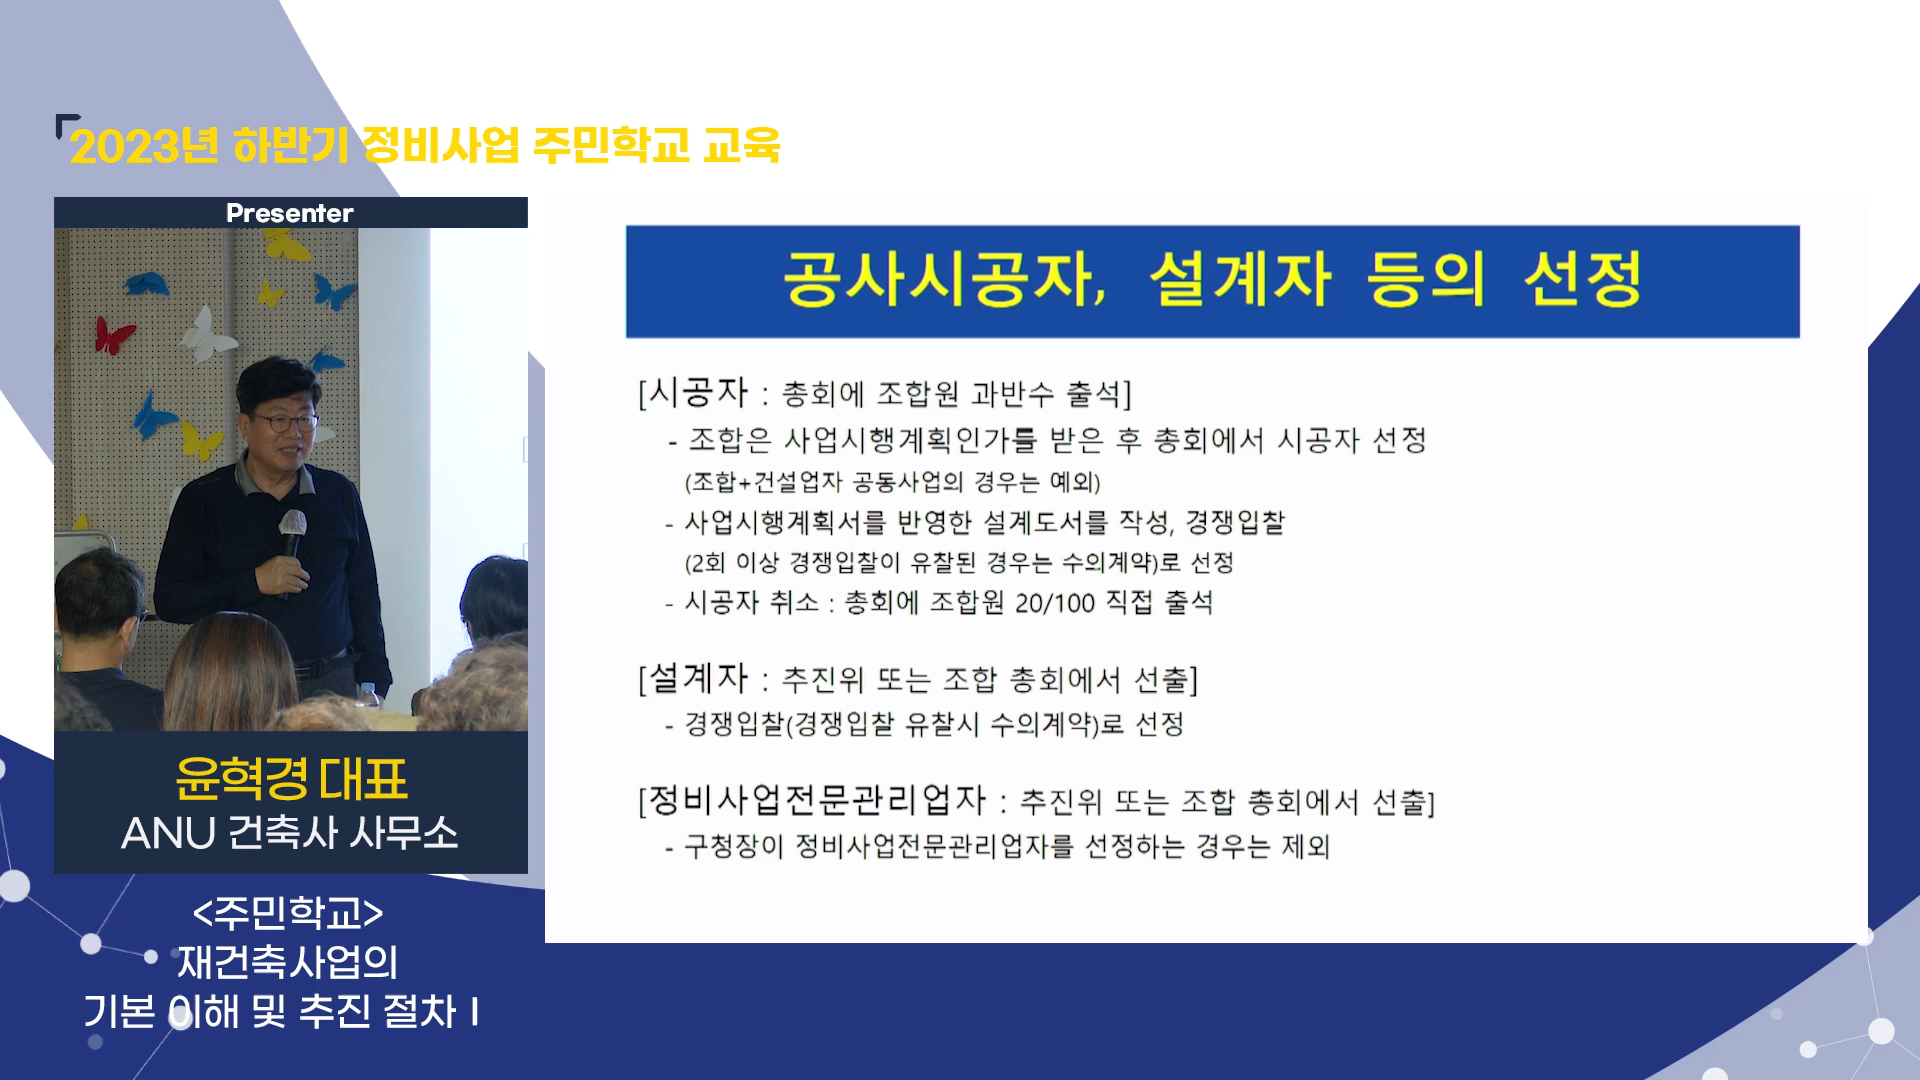 2023년 하반기 정비사업 주민학교 교육
Presenter
윤혁경 대표
ANU 건축사 사무소
<주민학교>
재건축사업의
기본 이해 및 추진 절차 I
공사시공자, 설계자 등의 선정
[시공자 : 총회에 조합원 과반수 출석]
- 조합은 사업시행계획인가를 받은 후 총회에서 시공자 선정
(조합+건설업자 공동사업의 경우는 예외)
- 사업시행계획서를 반영한 설계도서를 작성, 경쟁입찰
(2회 이상 경쟁입찰이 유찰된 경우는 수의계약)로 선정
- 시공자 취소 : 총회에 조합원 20/100 직접 출석
[설계자 : 추진위 또는 조합 총회에서 선출]
- 경쟁입찰(경쟁입찰 유찰시 수의계약)로 선정
[정비사업전문관리업자 : 추진위 또는 조합 총회에서 선출]
- 구청장이 정비사업전문관리업자를 선정하는 경우는 제외